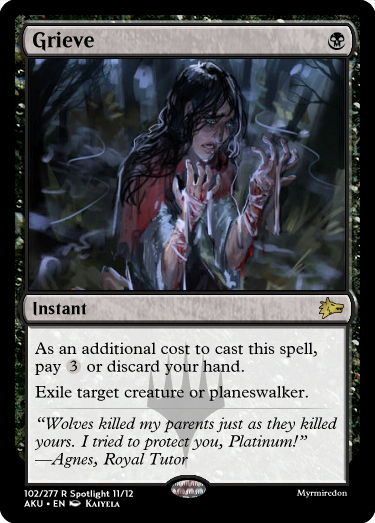 Grieve
Instant
As an additional cost to cast this spell,
pay 3 or discard your hand.
Exile target creature or planeswalker.
“Wolves killed my parents just as they killed
yours. I tried to protect you, Platinum!”
—Agnes, Royal Tutor
102/277 R Spotlight 11/12
Myrmiredon
AKU • EN Kaiyela